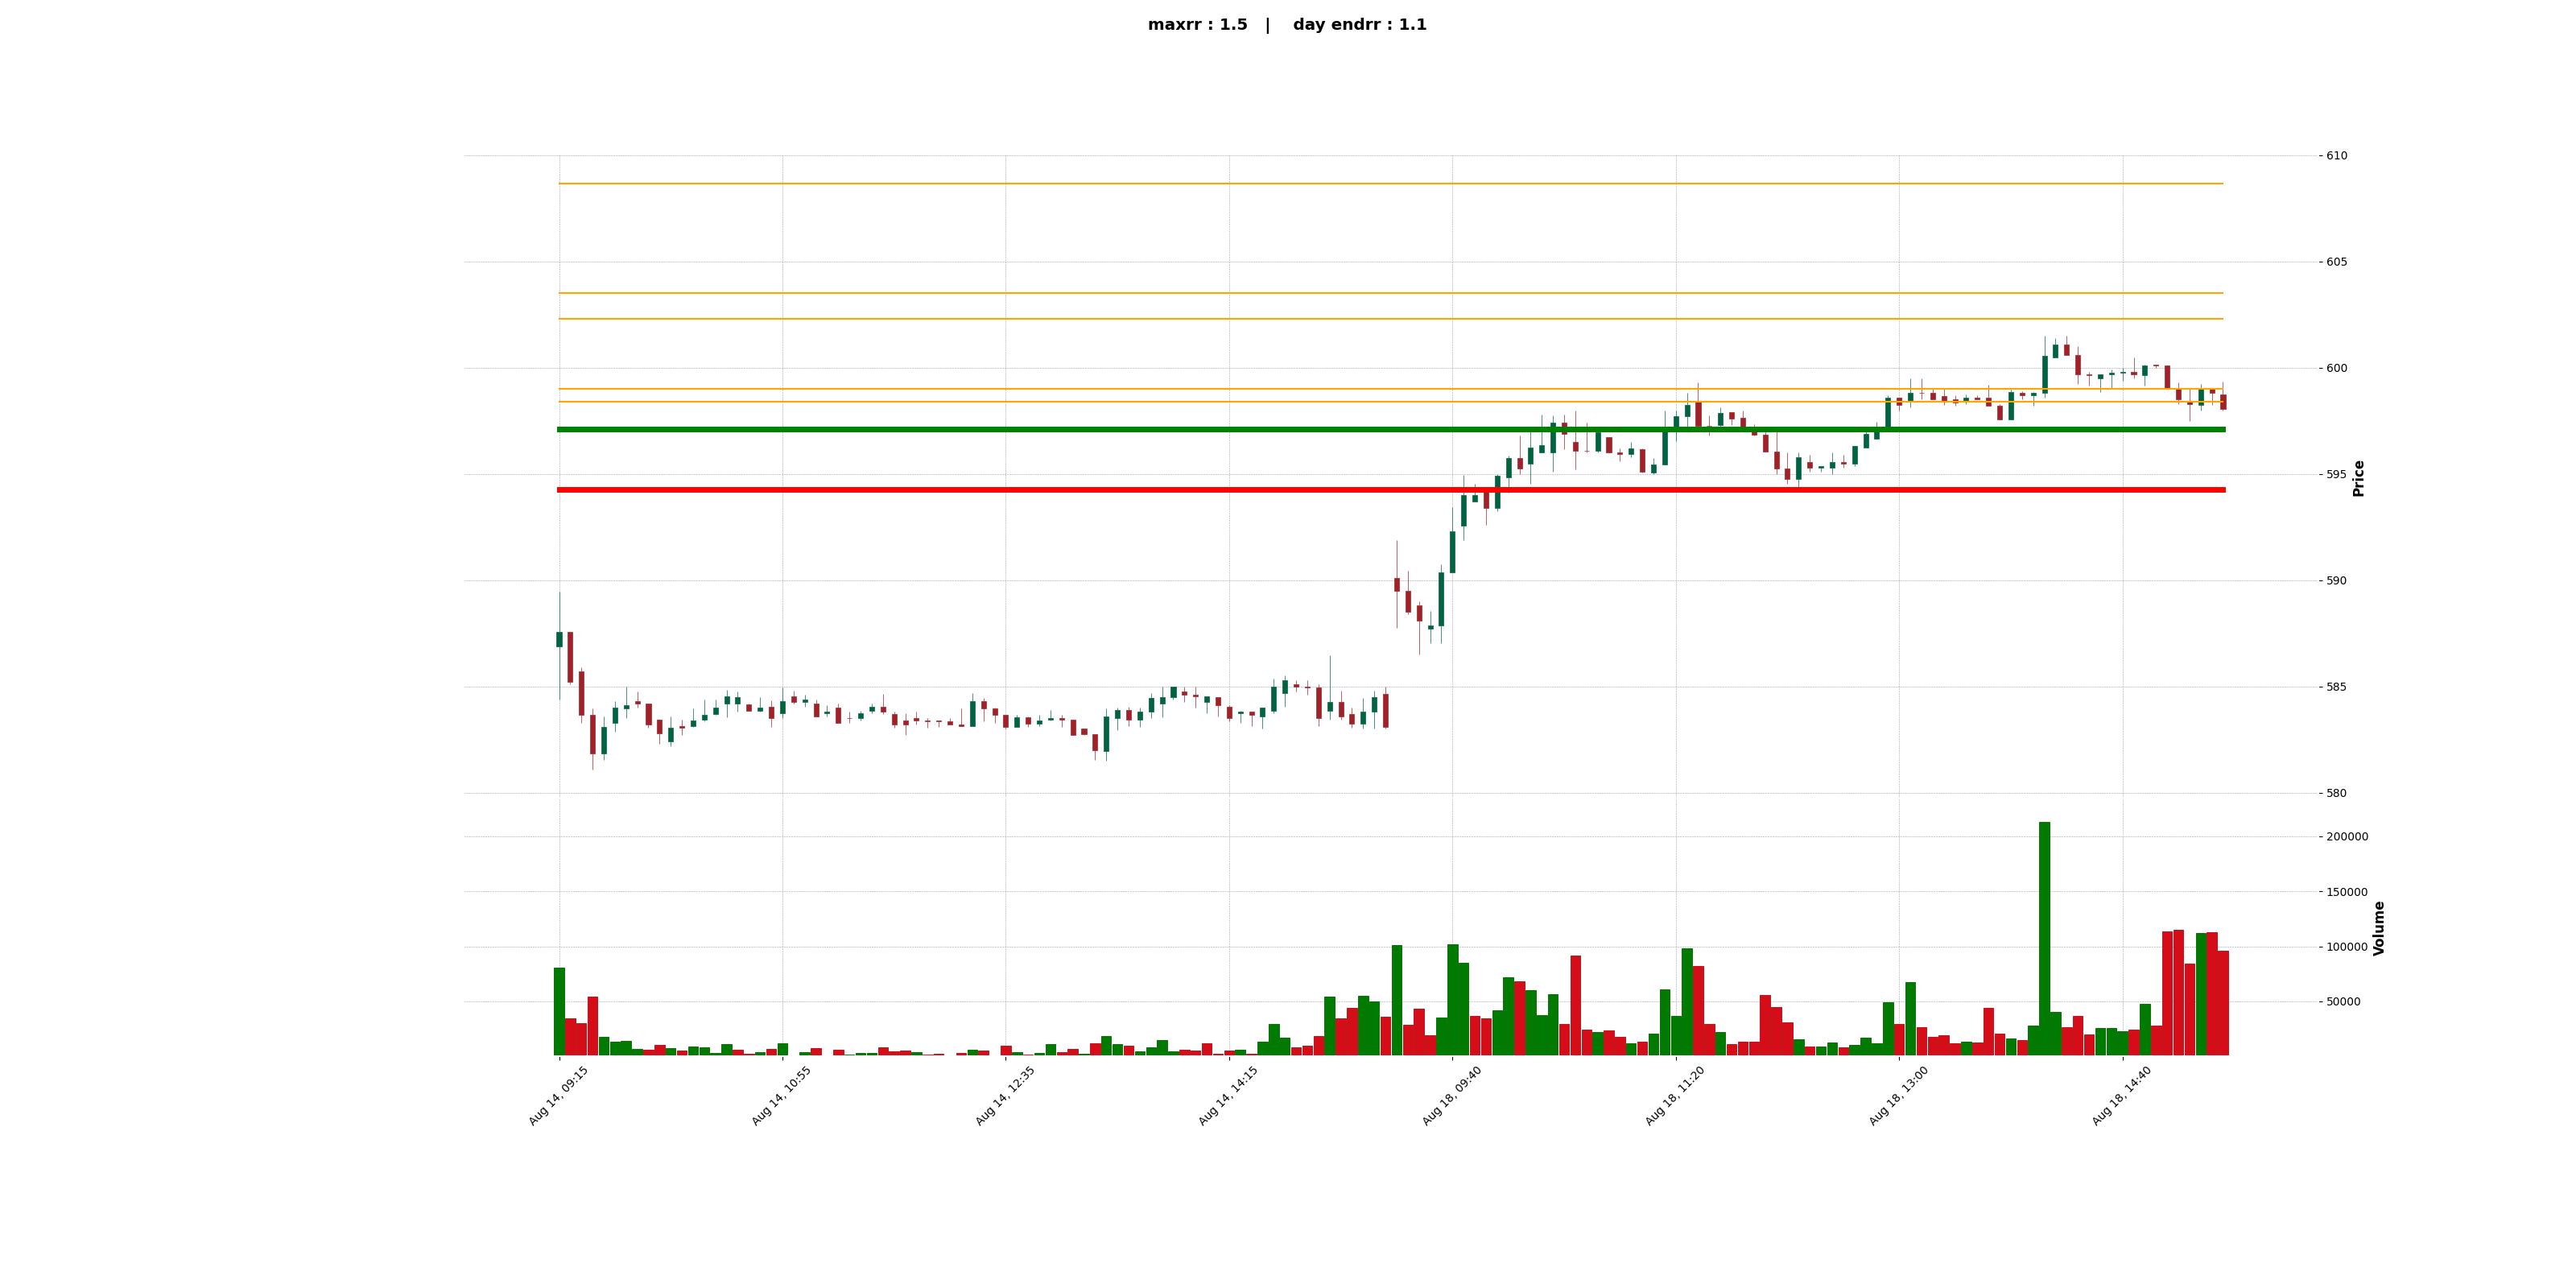 maxrr : 1.5 | day endrr : 1.1
610
605
600
595
590
585
580
Price
200000
150000
100000
50000
Volume
Aug 14, 09:15
Aug 14, 10:55
Aug 14, 12:35
Aug 14, 14:15
Aug 18, 09:40
Aug 18, 11:20
Aug 18, 13:00
Aug 18, 14:40